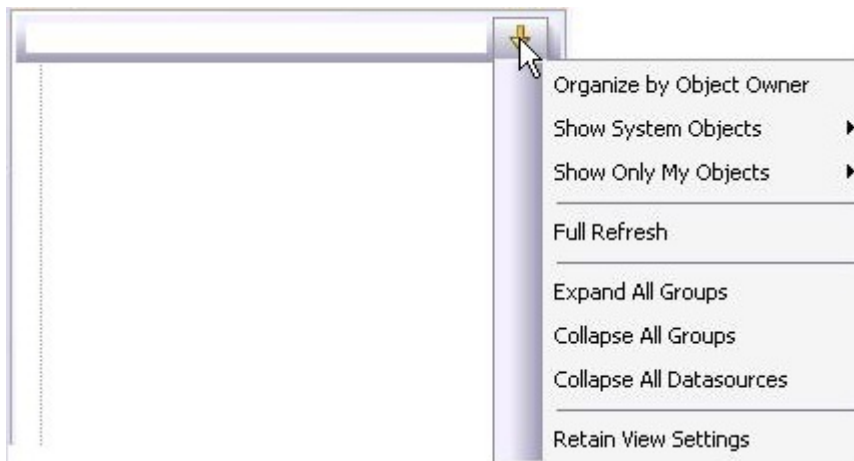 Organize by Object Owner
Show System Objects
Show Only My Objects
Full Refresh
Expand All Groups
Collapse All Groups
Collapse All Datasources
Retain View Settings